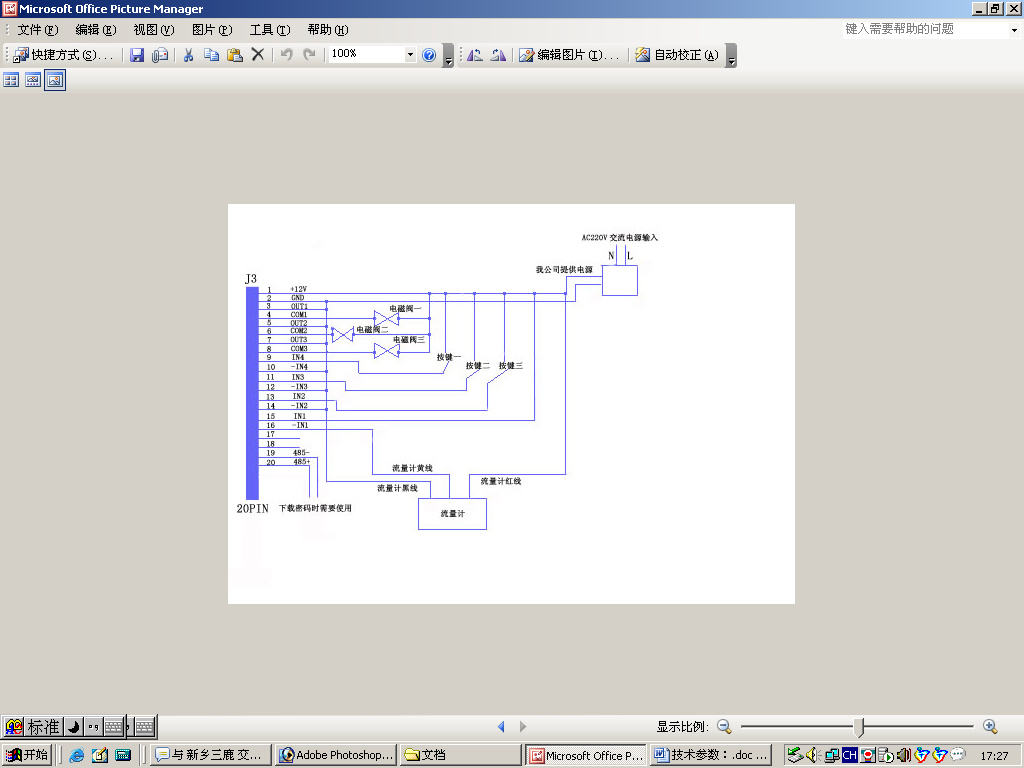 Microsoft Office Picture Manager
文件(F) 编辑(E) 视图(V) 图片(P) 工具(T) 帮助(H) 键入需要帮助的问题
快捷方式(S)... 100% 编辑图片(I)... 自动校正(A)
AC220V 交流电源输入
N L
我公司提供电源
J3
1 +12V
2 GND
3 OUT1
4 COM1
5 OUT2
6 COM2
7 OUT3
8 COM3
9 IN4
10 -IN4
11 IN3
12 -IN3
13 IN2
14 -IN2
15 IN1
16 -IN1
17
18
19 485-
20 485+
电磁阀一
电磁阀二
电磁阀三
按键一
按键二 按键三
流量计黄线
流量计黑线
流量计红线
流量计
20PIN 下载密码时需要使用
标准 显示比例:
开始 与 新乡三鹿 交... Adobe Photoshop... 文档 Microsoft Office P... 技术参数:.doc ... CH 17:27